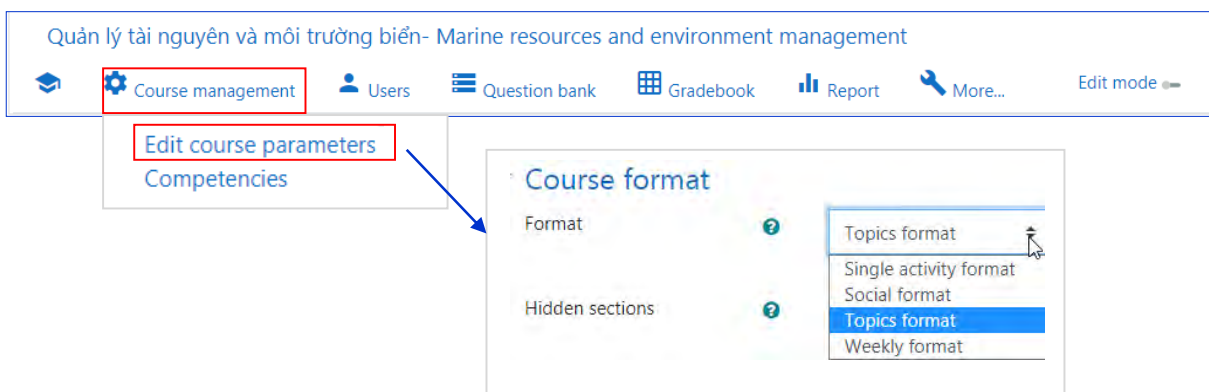 Quản lý tài nguyên và môi trường biển- Marine resources and environment management
Course management Users Question bank Gradebook Report More... Edit mode
Edit course parameters
Competencies
Course format
Format Topics format
Single activity format
Social format
Hidden sections Topics format
Weekly format